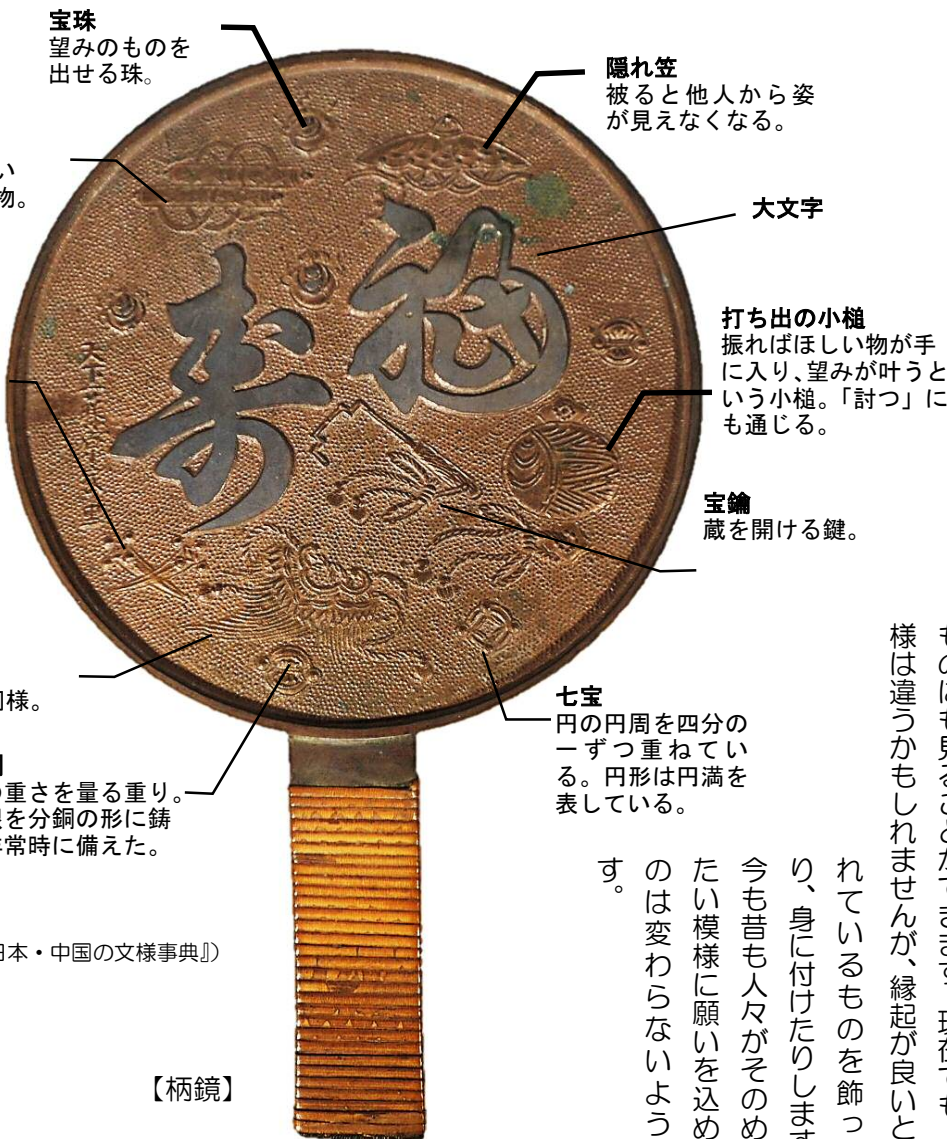 宝珠
望みのものを
出せる珠。
隠れ笠
被ると他人から姿
が見えなくなる。
い
物。
大文字
福
寿
天下一
打ち出の小槌
振ればほしい物が手
に入り、望みが叶うと
いう小槌。「討つ」に
も通じる。
宝鑰
蔵を開ける鍵。
同様。
七宝
円の円周を四分の
一ずつ重ねてい
る。円形は円満を
表している。
の重さを量る重り。
銀を分銅の形に鋳
非常時に備えた。
日本・中国の文様事典』）
【柄鏡】
ものにも見ることができます。現在でも
様は違うかもしれませんが、縁起が良いと
れているものを飾っ
り、身に付けたりします
今も昔も人々がそのめ
たい模様に願いを込め
のは変わらないよう
す。